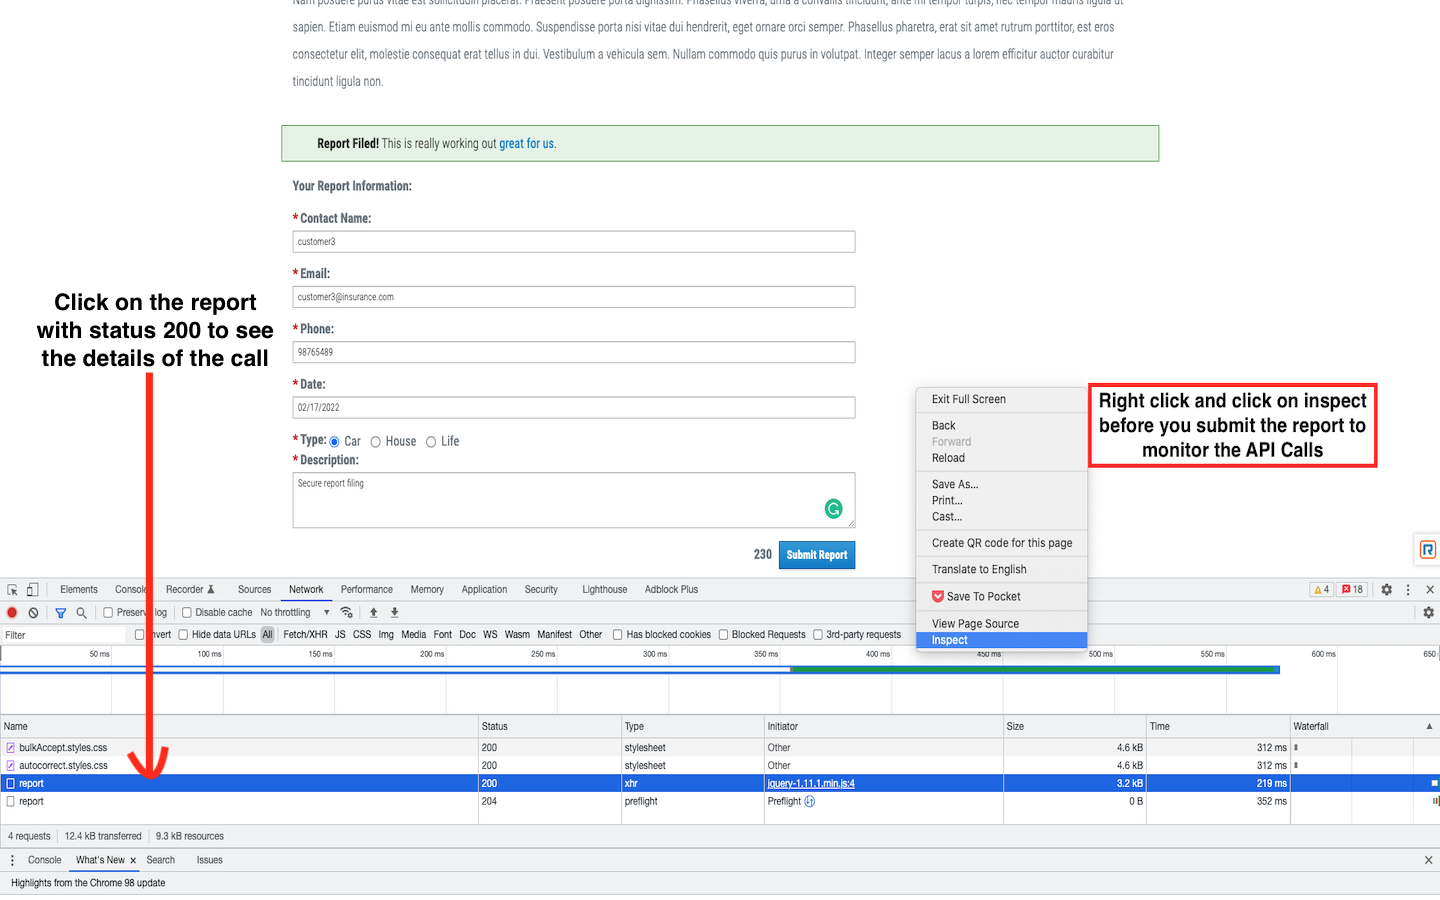 Nam posuere purus vitae est sollicitudin placerat. Praesent posuere porta dignissim. Phasellus viverra, urna a convallis tincidunt, ante mi tempor turpis, nec tempor mauris ligula ut
sapien. Etiam euismod mi eu ante mollis commodo. Suspendisse porta nisi vitae dui hendrerit, eget ornare orci semper. Phasellus pharetra, erat sit amet rutrum porttitor, est eros
consectetur elit, molestie consequat erat tellus in dui. Vestibulum a vehicula sem. Nullam commodo quis purus in volutpat. Integer semper lacus a lorem efficitur auctor curabitur
tincidunt ligula non.
Report Filed! This is really working out great for us.
Your Report Information:
* Contact Name:
customer3
* Email:
customer3@insurance.com
* Phone:
98765489
* Date:
02/17/2022
* Type: Car House Life
* Description:
Secure report filing
230 Submit Report
Click on the report
with status 200 to see
the details of the call
Exit Full Screen
Back
Forward
Reload
Save As...
Print...
Cast...
Create QR code for this page
Translate to English
Save To Pocket
View Page Source
Inspect
Right click and click on inspect
before you submit the report to
monitor the API Calls
Elements Console Recorder Sources Network Performance Memory Application Security Lighthouse Adblock Plus 4 18
Preserve log Disable cache No throttling
Filter Invert Hide data URLs All Fetch/XHR JS CSS Img Media Font Doc WS Wasm Manifest Other Has blocked cookies Blocked Requests 3rd-party requests
50 ms 100 ms 150 ms 200 ms 250 ms 300 ms 350 ms 400 ms 450 ms 500 ms 550 ms 600 ms 650
Name Status Type Initiator Size Time Waterfall
bulkAccept.styles.css 200 stylesheet Other 4.6 kB 312 ms
autocorrect.styles.css 200 stylesheet Other 4.6 kB 312 ms
report 200 xhr jquery-1.11.1.min.js:4 3.2 kB 219 ms
report 204 preflight Preflight 0 B 352 ms
4 requests 12.4 kB transferred 9.3 kB resources
Console What's New × Search Issues
Highlights from the Chrome 98 update